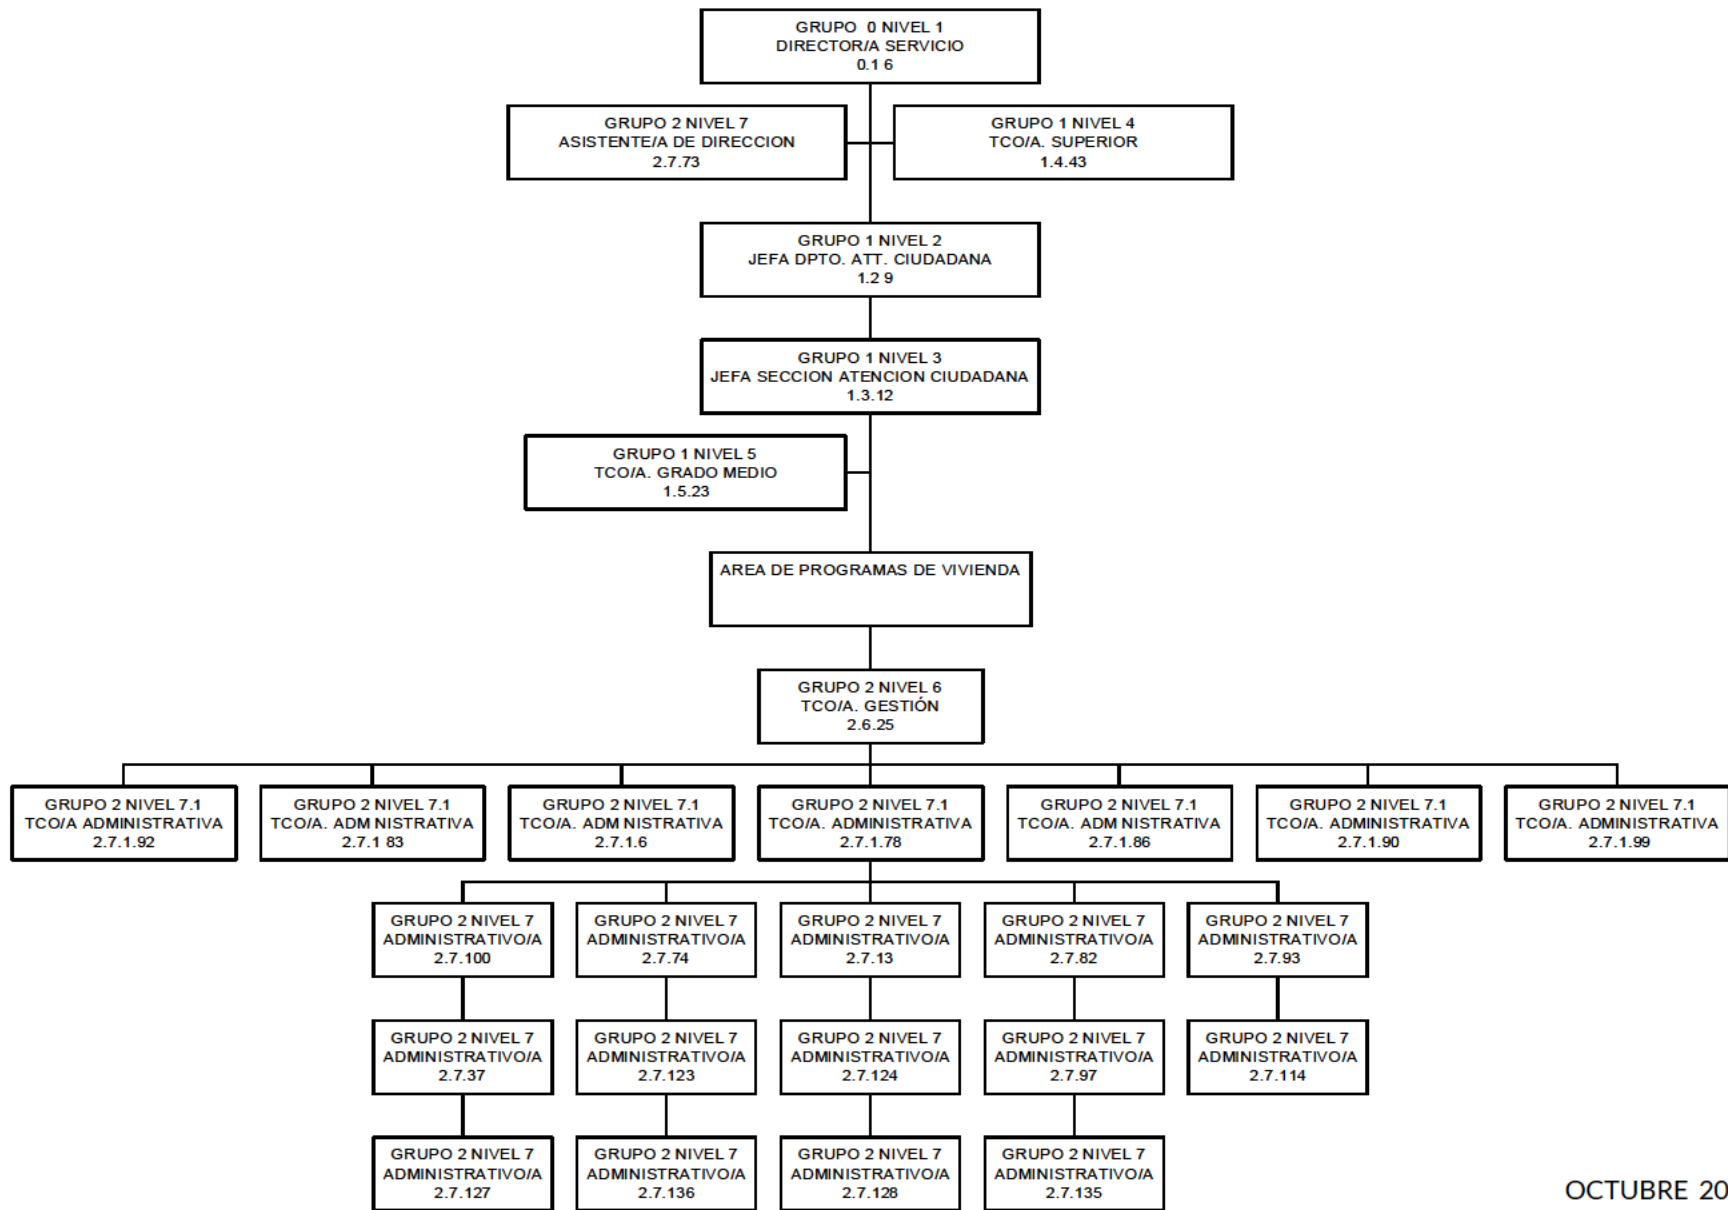 GRUPO 0 NIVEL 1
DIRECTOR/A SERVICIO
0.1 6
GRUPO 2 NIVEL 7
ASISTENTE/A DE DIRECCION
2.7.73
GRUPO 1 NIVEL 4
TCO/A. SUPERIOR
1.4.43
GRUPO 1 NIVEL 2
JEFA DPTO. ATT. CIUDADANA
1.2 9
GRUPO 1 NIVEL 3
JEFA SECCION ATENCION CIUDADANA
1.3.12
GRUPO 1 NIVEL 5
TCO/A. GRADO MEDIO
1.5.23
AREA DE PROGRAMAS DE VIVIENDA
GRUPO 2 NIVEL 6
TCO/A. GESTIÓN
2.6.25
GRUPO 2 NIVEL 7.1
TCO/A ADMINISTRATIVA
2.7.1.92
GRUPO 2 NIVEL 7.1
TCO/A. ADM NISTRATIVA
2.7.1 83
GRUPO 2 NIVEL 7.1
TCO/A. ADM NISTRATIVA
2.7.1.6
GRUPO 2 NIVEL 7.1
TCO/A. ADMINISTRATIVA
2.7.1.78
GRUPO 2 NIVEL 7.1
TCO/A. ADM NISTRATIVA
2.7.1.86
GRUPO 2 NIVEL 7.1
TCO/A. ADMINISTRATIVA
2.7.1.90
GRUPO 2 NIVEL 7.1
TCO/A. ADMINISTRATIVA
2.7.1.99
GRUPO 2 NIVEL 7
ADMINISTRATIVO/A
2.7.100
GRUPO 2 NIVEL 7
ADMINISTRATIVO/A
2.7.74
GRUPO 2 NIVEL 7
ADMINISTRATIVO/A
2.7.13
GRUPO 2 NIVEL 7
ADMINISTRATIVO/A
2.7.82
GRUPO 2 NIVEL 7
ADMINISTRATIVO/A
2.7.93
GRUPO 2 NIVEL 7
ADMINISTRATIVO/A
2.7.37
GRUPO 2 NIVEL 7
ADMINISTRATIVO/A
2.7.123
GRUPO 2 NIVEL 7
ADMINISTRATIVO/A
2.7.124
GRUPO 2 NIVEL 7
ADMINISTRATIVO/A
2.7.97
GRUPO 2 NIVEL 7
ADMINISTRATIVO/A
2.7.114
GRUPO 2 NIVEL 7
ADMINISTRATIVO/A
2.7.127
GRUPO 2 NIVEL 7
ADMINISTRATIVO/A
2.7.136
GRUPO 2 NIVEL 7
ADMINISTRATIVO/A
2.7.128
GRUPO 2 NIVEL 7
ADMINISTRATIVO/A
2.7.135
OCTUBRE 20